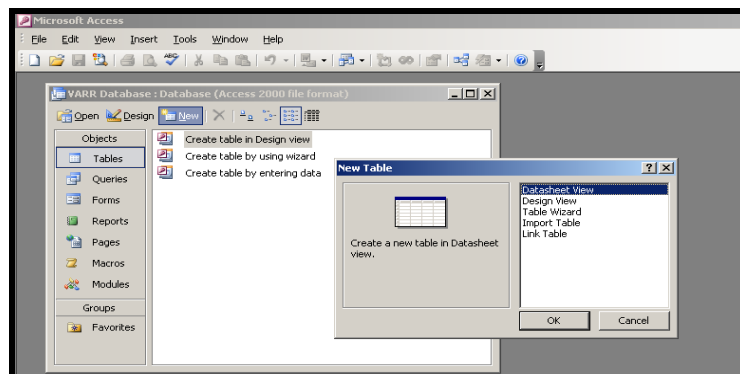 Microsoft Access
File Edit View Insert Tools Window Help
VARR Database : Database (Access 2000 file format)
Open Design New
Objects
Tables
Queries
Forms
Reports
Pages
Macros
Modules
Groups
Favorites
Create table in Design view
Create table by using wizard
Create table by entering data
New Table
Create a new table in Datasheet
view.
Datasheet View
Design View
Table Wizard
Import Table
Link Table
OK Cancel